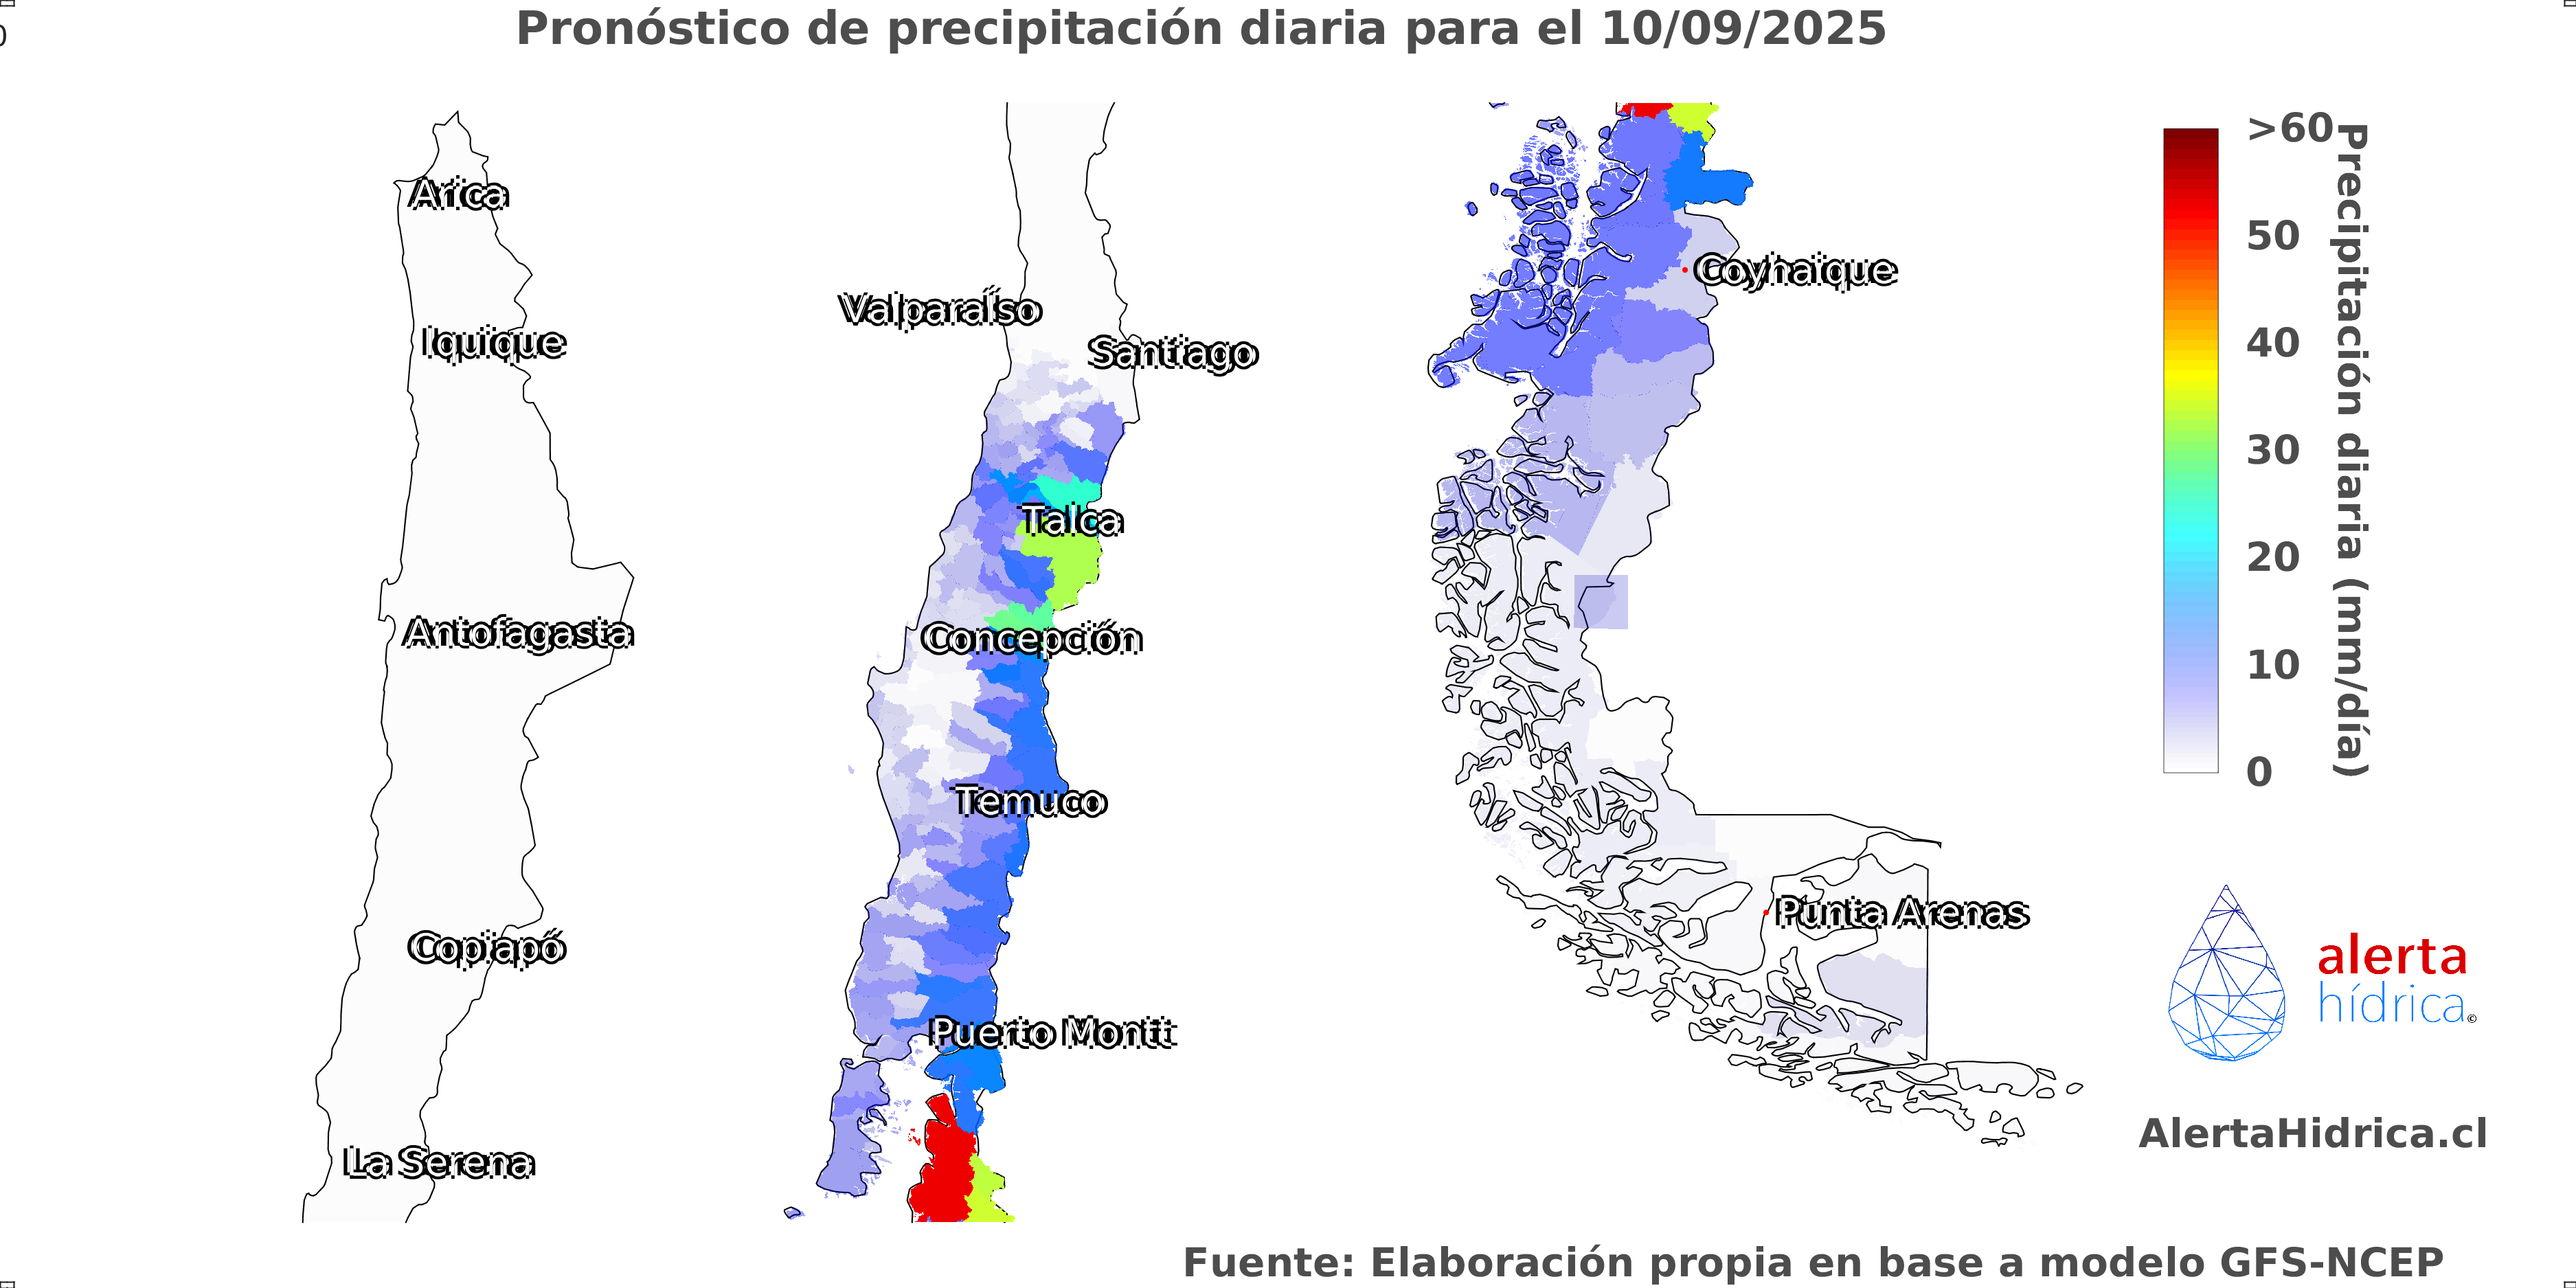 Pronóstico de precipitación diaria para el 10/09/2025
0
>60
50
40
30
20
10
0
Precipitación diaria (mm/día)
Arica
Iquique
Antofagasta
Copiapó
La Serena
Valparaíso
Santiago
Talca
Concepción
Temuco
Puerto Montt
Coyhaique
Punta Arenas
alerta
hídrica©
AlertaHidrica.cl
Fuente: Elaboración propia en base a modelo GFS-NCEP